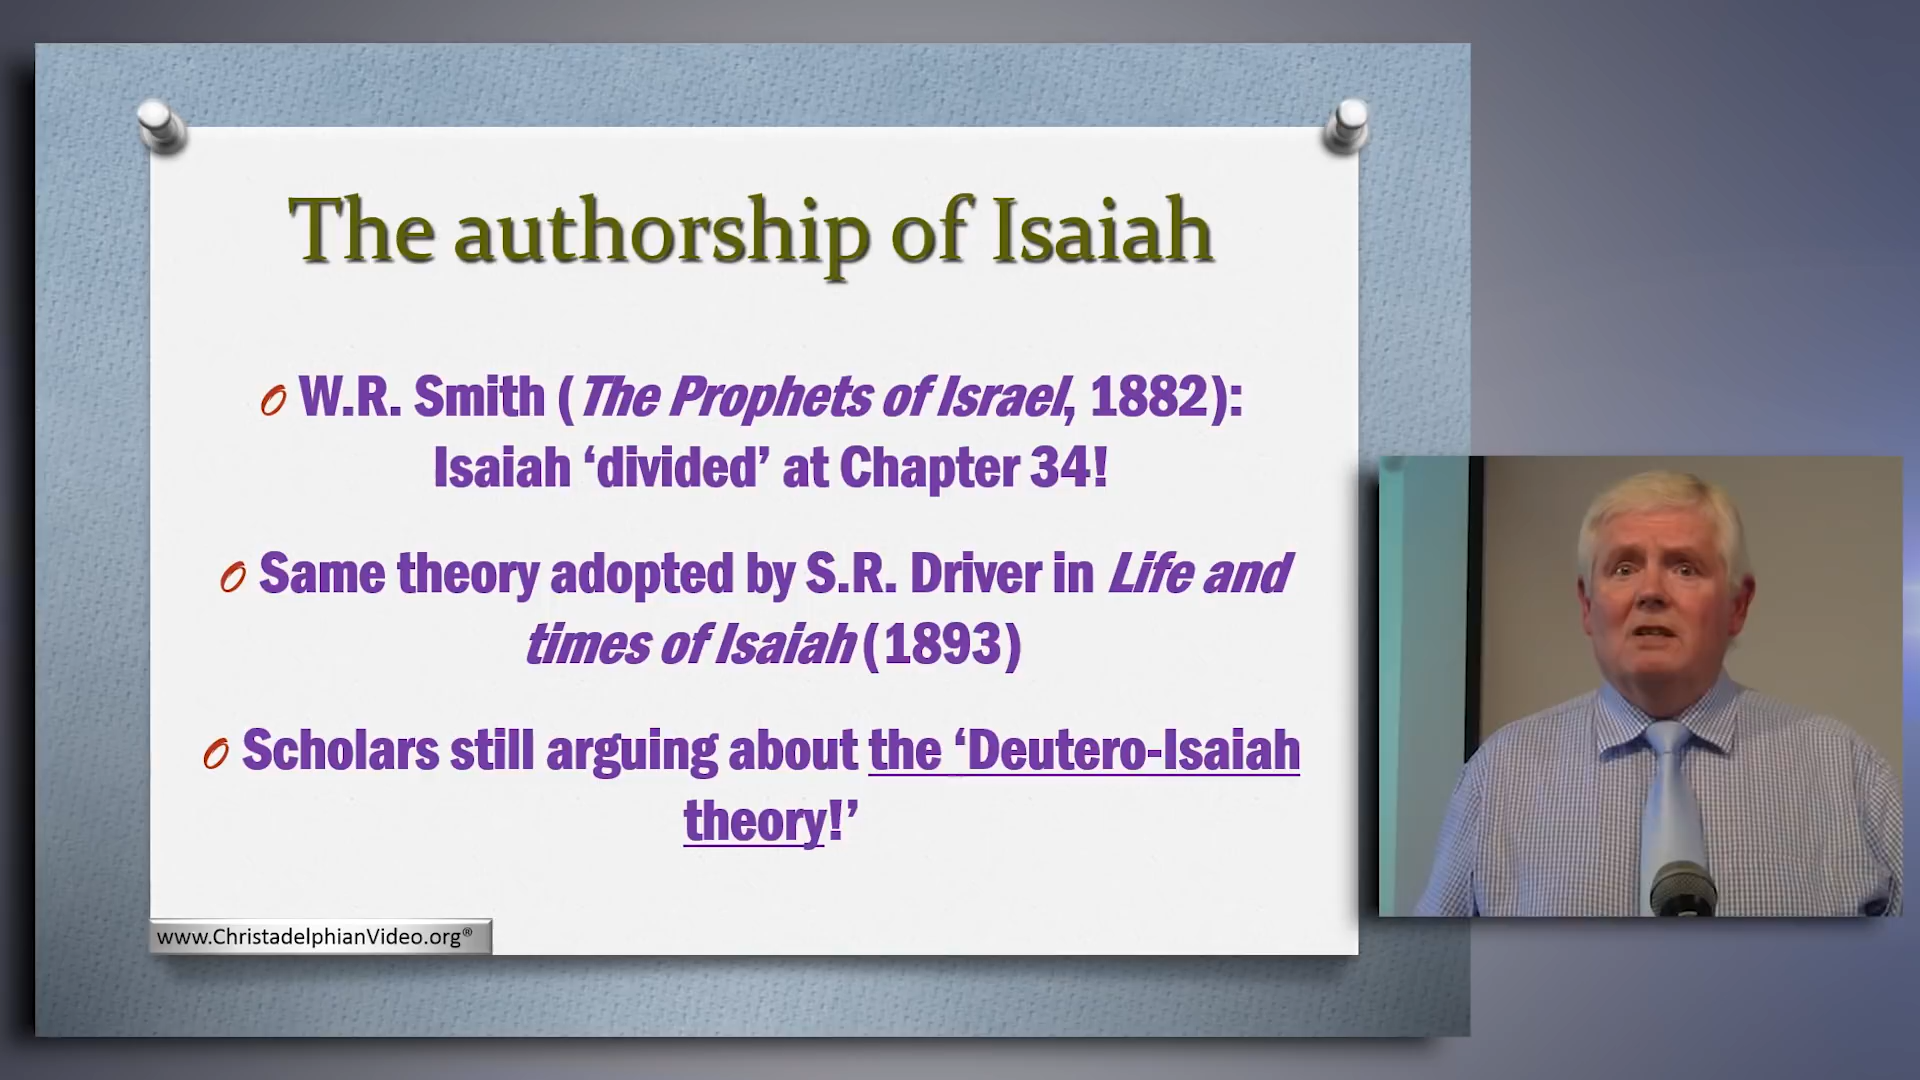 The authorship of Isaiah
W.R. Smith (The Prophets of Israel, 1882):
Isaiah ‘divided’ at Chapter 34!
Same theory adopted by S.R. Driver in Life and
times of Isaiah (1893)
Scholars still arguing about the ‘Deutero-Isaiah
theory!’
www.ChristadelphianVideo.org®